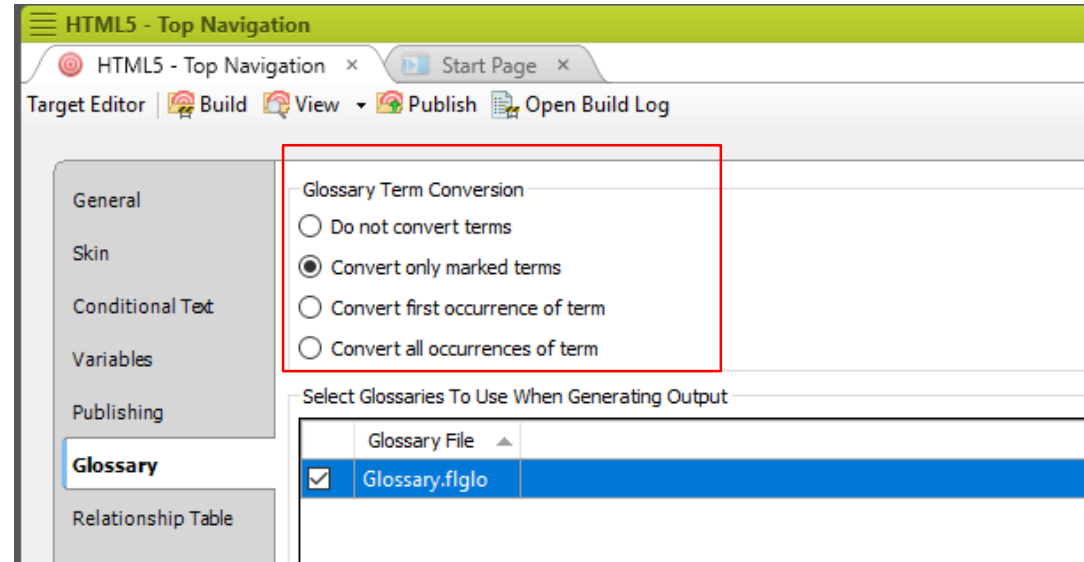 HTML5 - Top Navigation
HTML5 - Top Navigation × Start Page ×
Target Editor Build View Publish Open Build Log
General
Skin
Conditional Text
Variables
Publishing
Glossary
Relationship Table
Glossary Term Conversion
Do not convert terms
Convert only marked terms
Convert first occurrence of term
Convert all occurrences of term
Select Glossaries To Use When Generating Output
Glossary File
Glossary.flglo